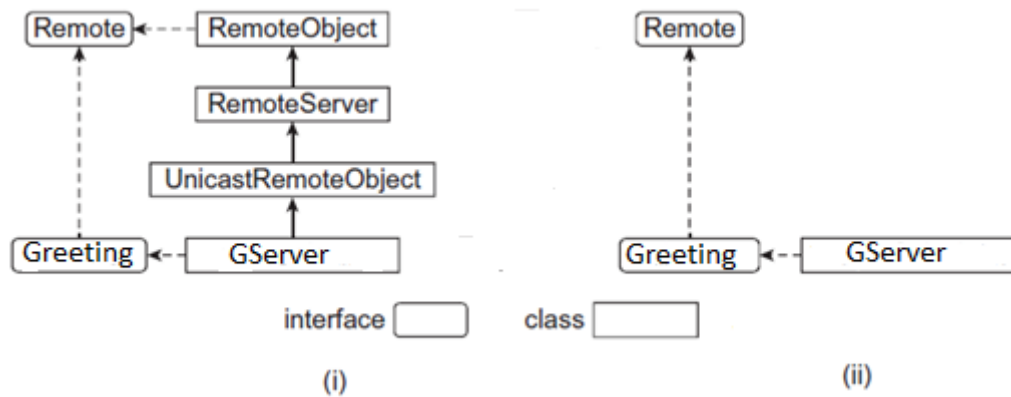 Remote RemoteObject Remote
RemoteServer
UnicastRemoteObject
Greeting GServer Greeting GServer
interface class
(i) (ii)